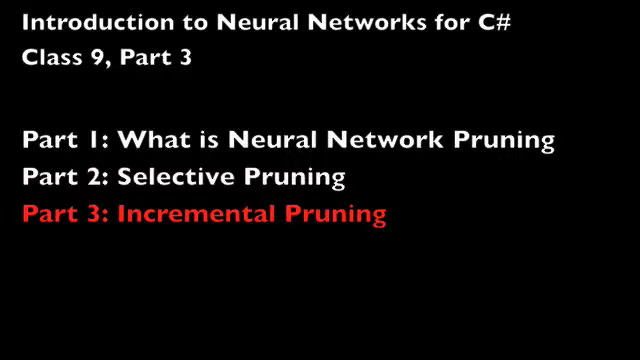 Introduction to Neural Networks for C#
Class 9, Part 3
Part 1: What is Neural Network Pruning
Part 2: Selective Pruning
Part 3: Incremental Pruning